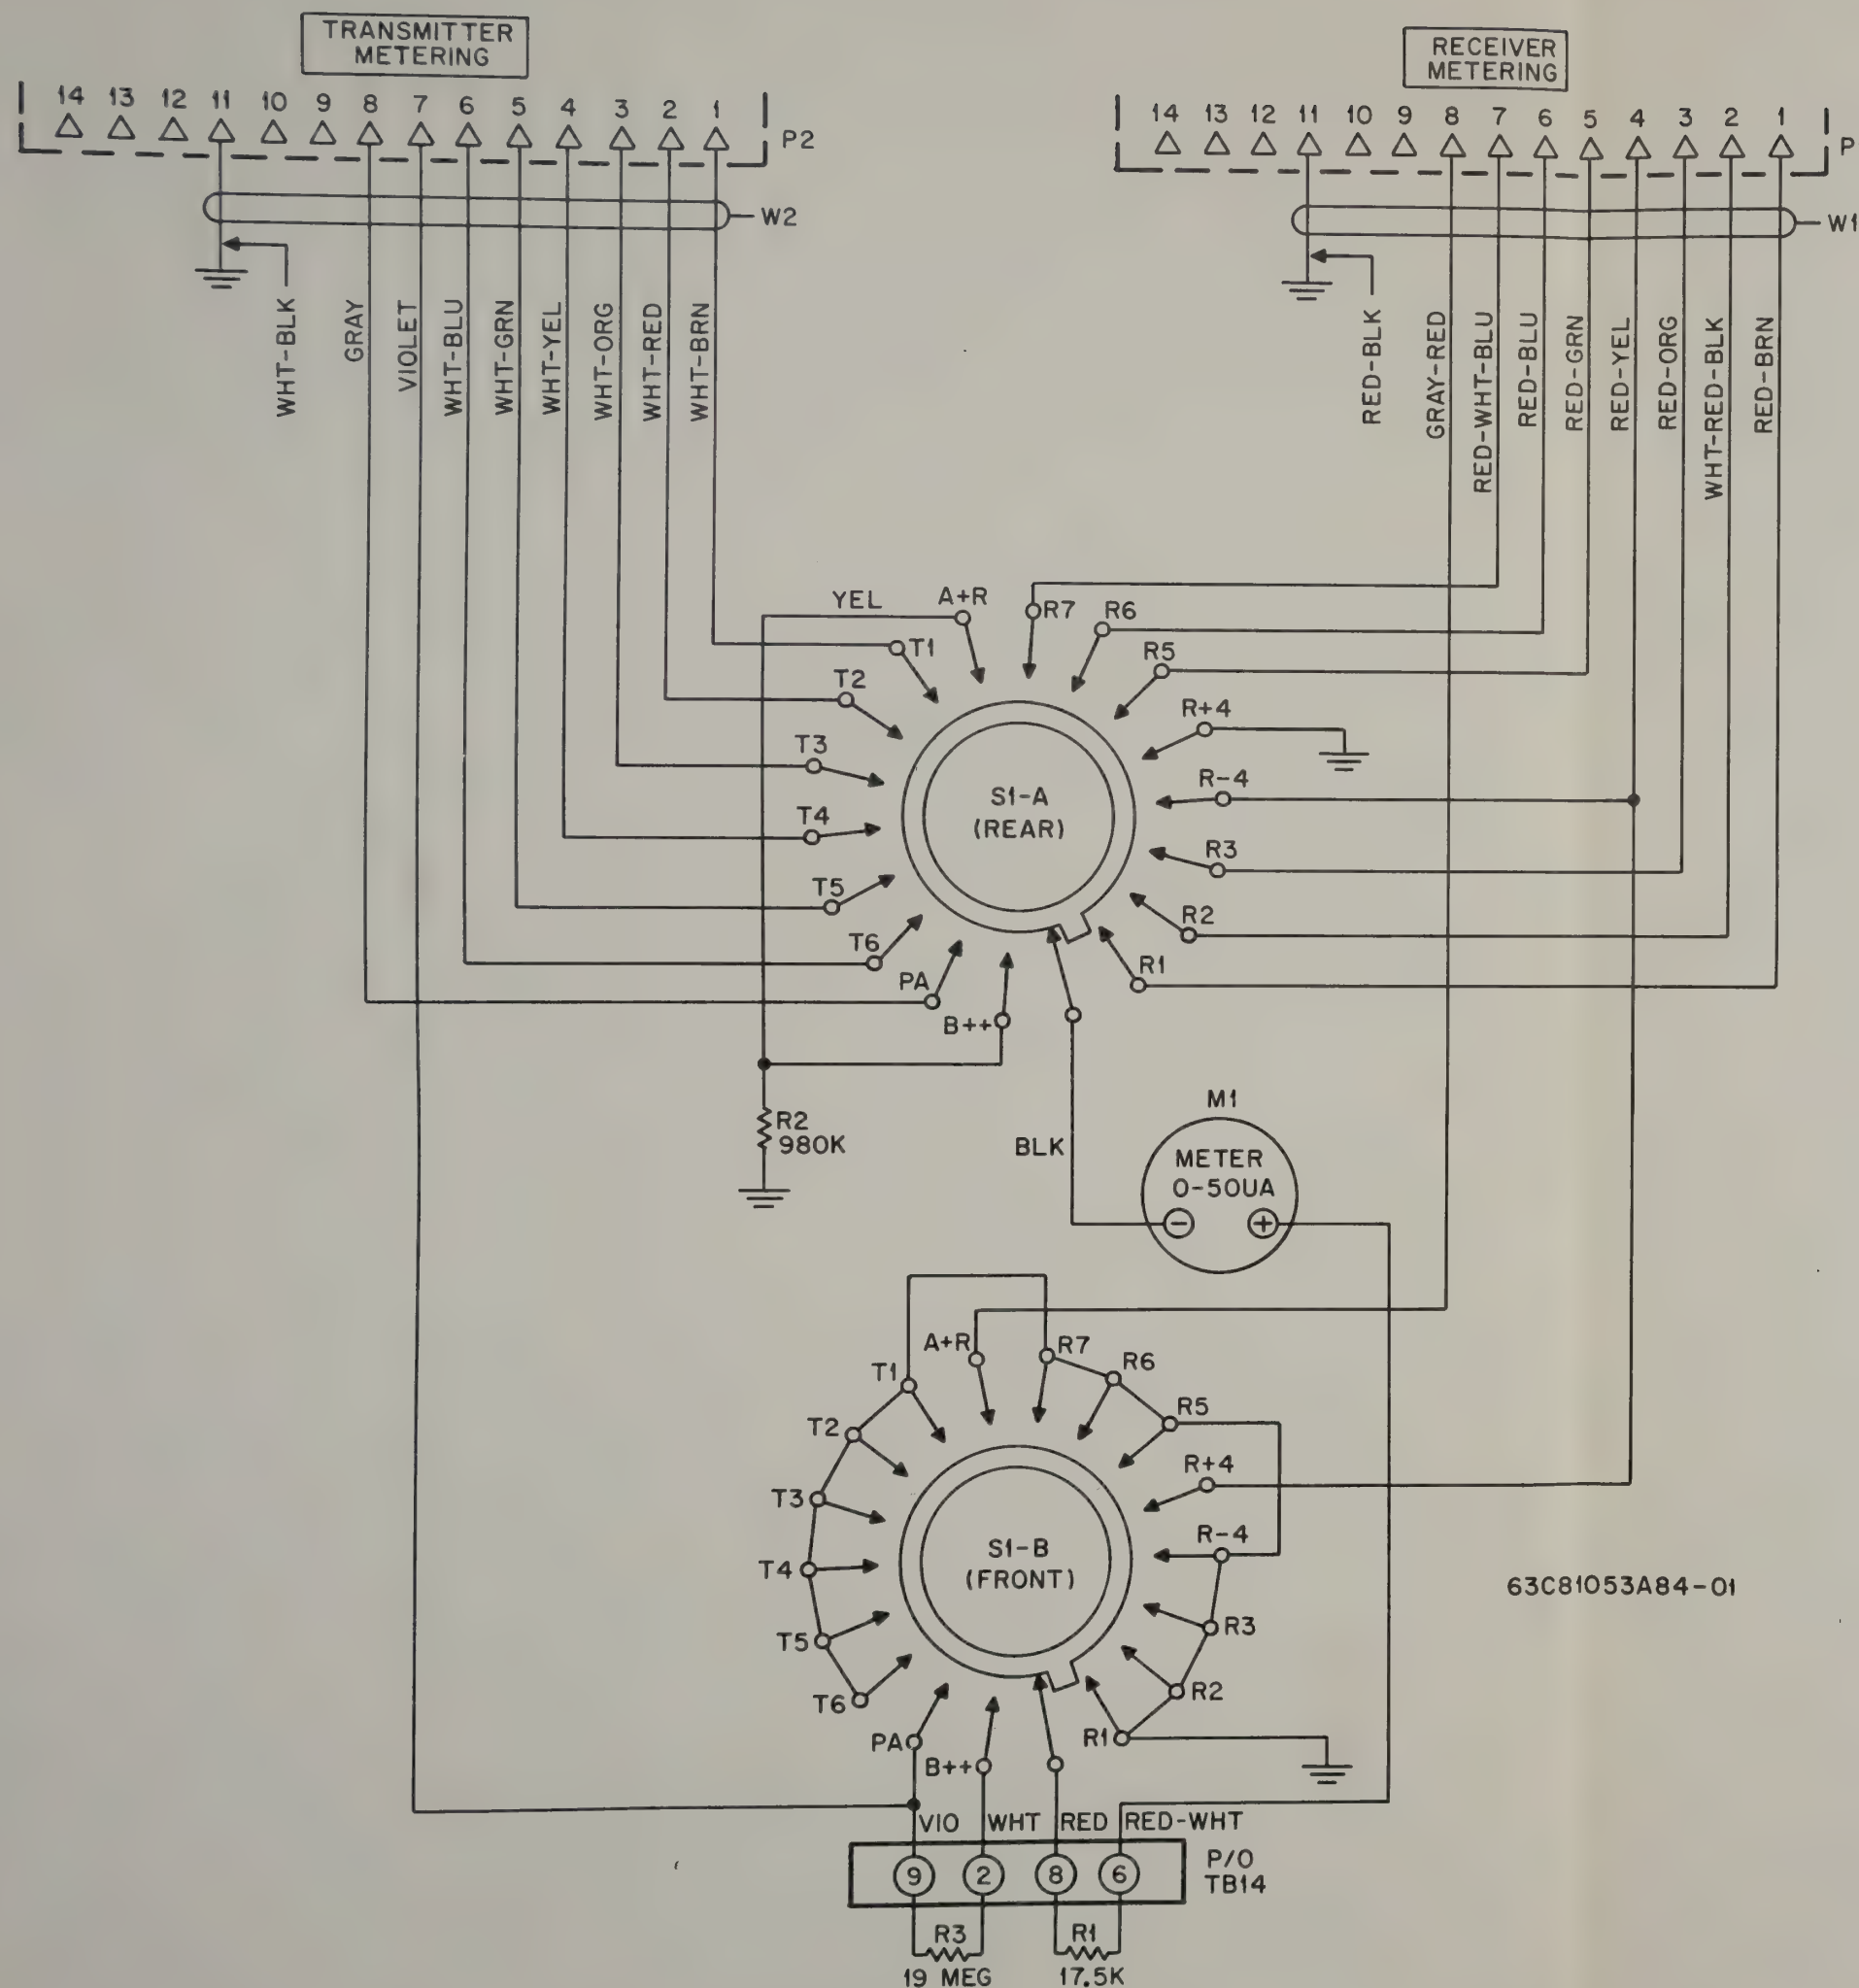 TRANSMITTER
METERING
RECEIVER
METERING
14 13 12 11 10 9 8 7 6 5 4 3 2 1
P2
14 13 12 11 10 9 8 7 6 5 4 3 2 1
P
W2
W1
WHT-BLK
GRAY
VIOLET
WHT-BLU
WHT-GRN
WHT-YEL
WHT-ORG
WHT-RED
WHT-BRN
RED-BLK
GRAY-RED
RED-WHT-BLU
RED-BLU
RED-GRN
RED-YEL
RED-ORG
WHT-RED-BLK
RED-BRN
YEL
A+R
R7
R6
T1
R5
T2
R+4
T3
R-4
S1-A
(REAR)
T4
R3
T5
R2
T6
R1
PA
B++
R2
980K
BLK
M1
METER
0-50UA
- +
A+R
R7
R6
T1
R5
T2
R+4
T3
R-4
S1-B
(FRONT)
T4
63C81053A84-01
R3
T5
R2
T6
R1
PA
B++
VIO WHT RED RED-WHT
9 2 8 6
P/O
TB14
R3
19 MEG
R1
17.5K